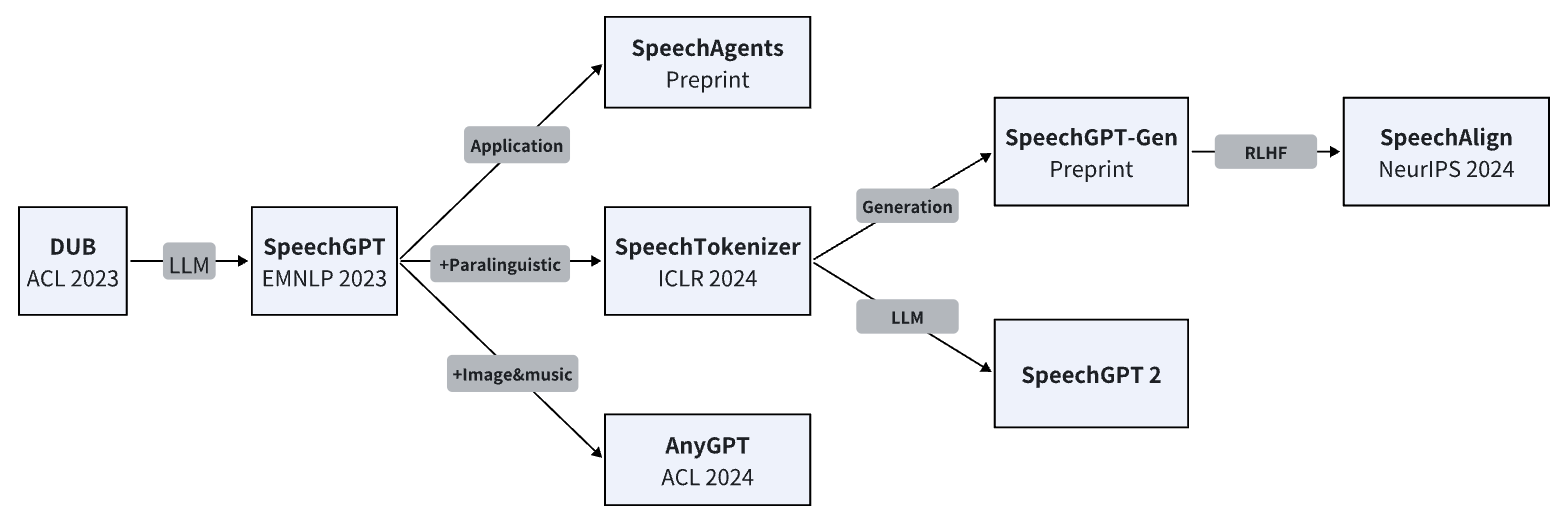 DUB
ACL 2023
LLM
SpeechGPT
EMNLP 2023
Application
SpeechAgents
Preprint
+Paralinguistic
SpeechTokenizer
ICLR 2024
+Image&music
AnyGPT
ACL 2024
Generation
SpeechGPT-Gen
Preprint
RLHF
SpeechAlign
NeurIPS 2024
LLM
SpeechGPT 2